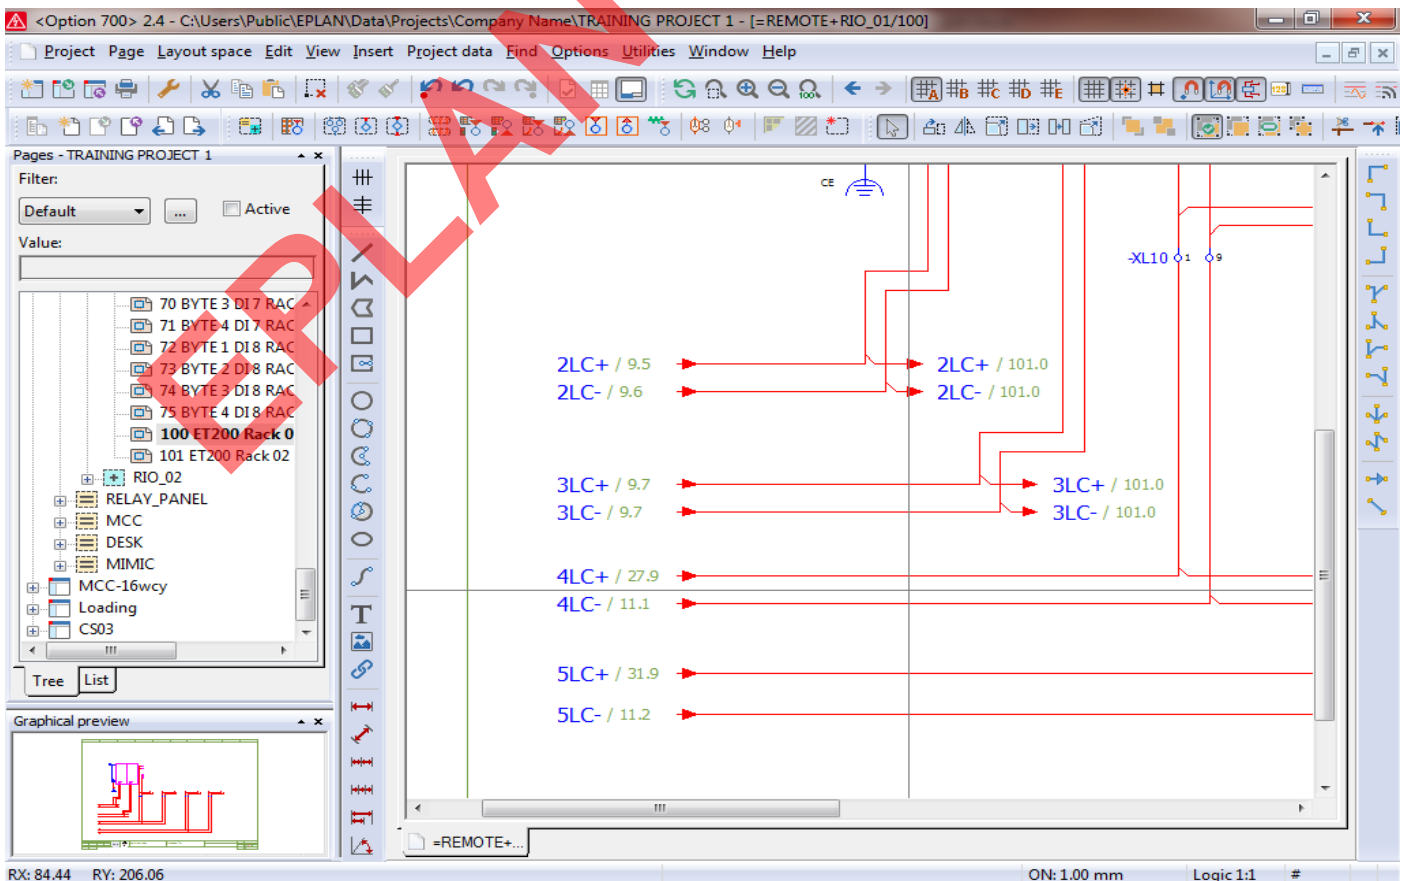 <Option 700> 2.4 - C:\Users\Public\EPLAN\Data\Projects\Company Name\TRAINING PROJECT 1 - [=REMOTE+RIO_01/100]
Project Page Layout space Edit View Insert Project data Find Options Utilities Window Help
Pages - TRAINING PROJECT 1
Filter:
Default ... Active
Value:
70 BYTE 3 DI 7 RAC
71 BYTE 4 DI 7 RAC
72 BYTE 1 DI 8 RAC
73 BYTE 2 DI 8 RAC
74 BYTE 3 DI 8 RAC
75 BYTE 4 DI 8 RAC
100 ET200 Rack 0
101 ET200 Rack 02
RIO_02
RELAY_PANEL
MCC
DESK
MIMIC
MCC-16wcy
Loading
CS03
Tree List
Graphical preview
EPLAN
CE
-XL10 1 9
2LC+ / 9.5 2LC+ / 101.0
2LC- / 9.6 2LC- / 101.0
3LC+ / 9.7 3LC+ / 101.0
3LC- / 9.7 3LC- / 101.0
4LC+ / 27.9
4LC- / 11.1
5LC+ / 31.9
5LC- / 11.2
=REMOTE+...
RX: 84.44 RY: 206.06 ON: 1.00 mm Logic 1:1 #